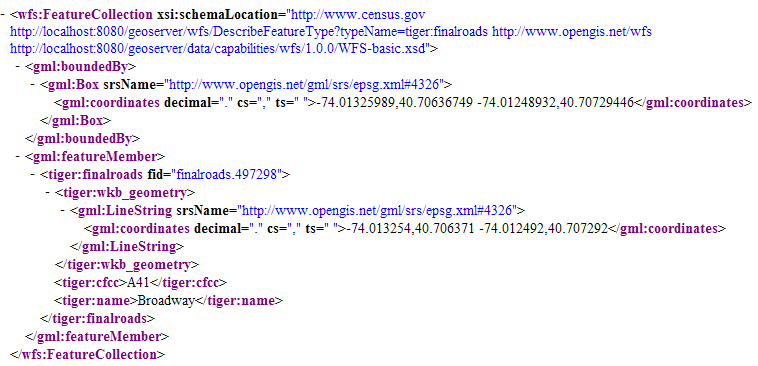 - <wfs:FeatureCollection xsi:schemaLocation="http://www.census.gov
http://localhost:8080/geoserver/wfs/DescribeFeatureType?typeName=tiger:finalroads http://www.opengis.net/wfs
http://localhost:8080/geoserver/data/capabilities/wfs/1.0.0/WFS-basic.xsd">
- <gml:boundedBy>
- <gml:Box srsName="http://www.opengis.net/gml/srs/epsg.xml#4326">
<gml:coordinates decimal="." cs="," ts=" ">-74.01325989,40.70636749 -74.01248932,40.70729446</gml:coordinates>
</gml:Box>
</gml:boundedBy>
- <gml:featureMember>
- <tiger:finalroads fid="finalroads.497298">
- <tiger:wkb_geometry>
- <gml:LineString srsName="http://www.opengis.net/gml/srs/epsg.xml#4326">
<gml:coordinates decimal="." cs="," ts=" ">-74.013254,40.706371 -74.012492,40.707292</gml:coordinates>
</gml:LineString>
</tiger:wkb_geometry>
<tiger:cfcc>A41</tiger:cfcc>
<tiger:name>Broadway</tiger:name>
</tiger:finalroads>
</gml:featureMember>
</wfs:FeatureCollection>